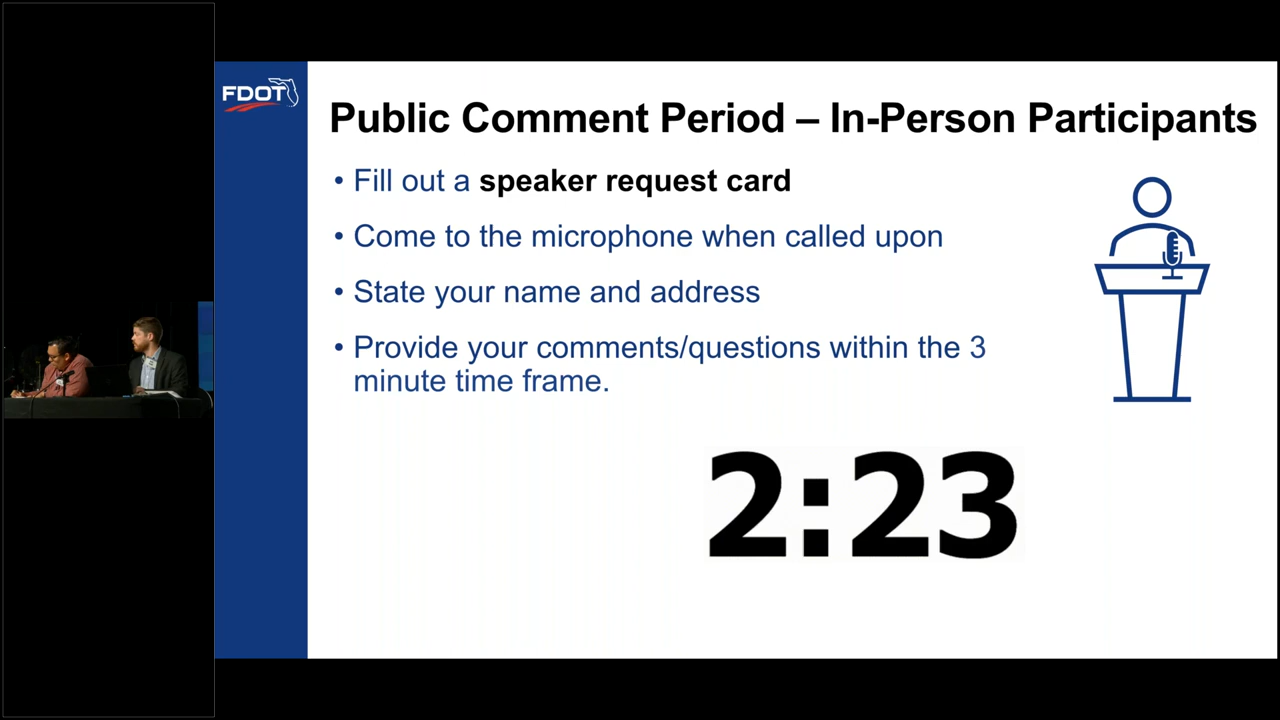 FDOT
Public Comment Period – In-Person Participants
• Fill out a speaker request card
• Come to the microphone when called upon
• State your name and address
• Provide your comments/questions within the 3
minute time frame.
2:23